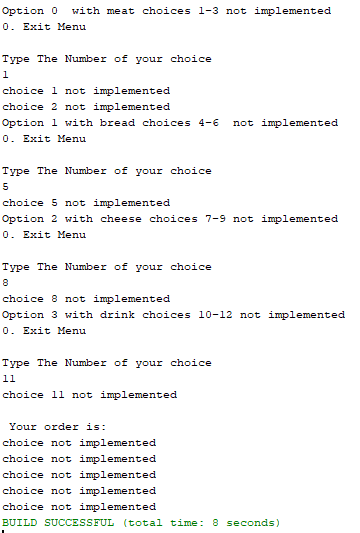 Option 0  with meat choices 1-3 not implemented
0. Exit Menu
Type The Number of your choice
1
choice 1 not implemented
choice 2 not implemented
Option 1 with bread choices 4-6  not implemented
0. Exit Menu
Type The Number of your choice
5
choice 5 not implemented
Option 2 with cheese choices 7-9 not implemented
0. Exit Menu
Type The Number of your choice
8
choice 8 not implemented
Option 3 with drink choices 10-12 not implemented
0. Exit Menu
Type The Number of your choice
11
choice 11 not implemented
Your order is:
choice not implemented
choice not implemented
choice not implemented
choice not implemented
choice not implemented
BUILD SUCCESSFUL (total time: 8 seconds)